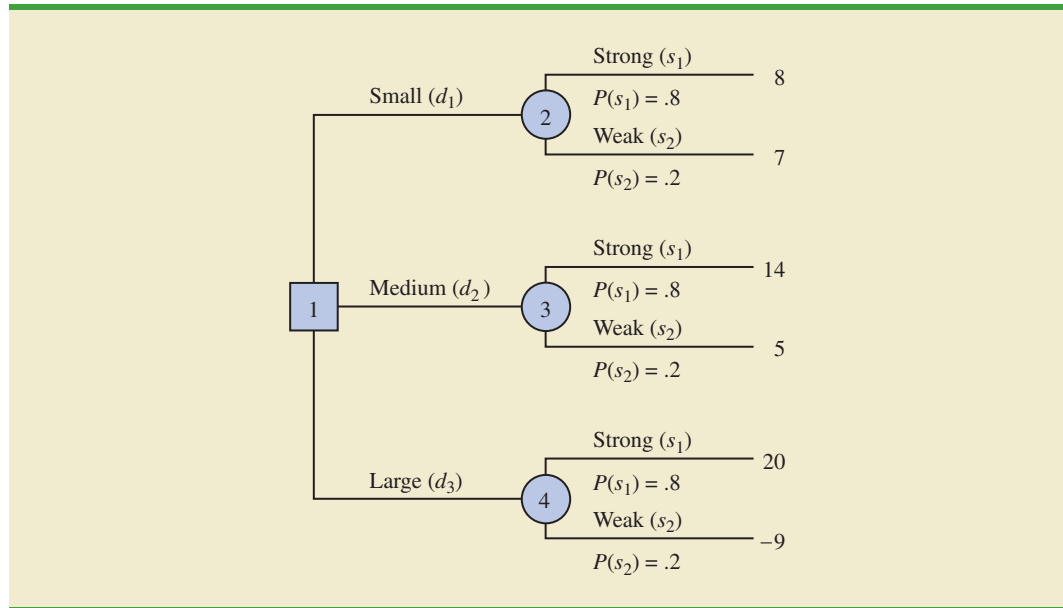 Strong (s₁)
8
Small (d₁)
P(s₁) = .8
2
Weak (s₂)
7
P(s₂) = .2
Strong (s₁)
14
Medium (d₂)
P(s₁) = .8
1
3
Weak (s₂)
5
P(s₂) = .2
Strong (s₁)
20
Large (d₃)
P(s₁) = .8
4
Weak (s₂)
−9
P(s₂) = .2